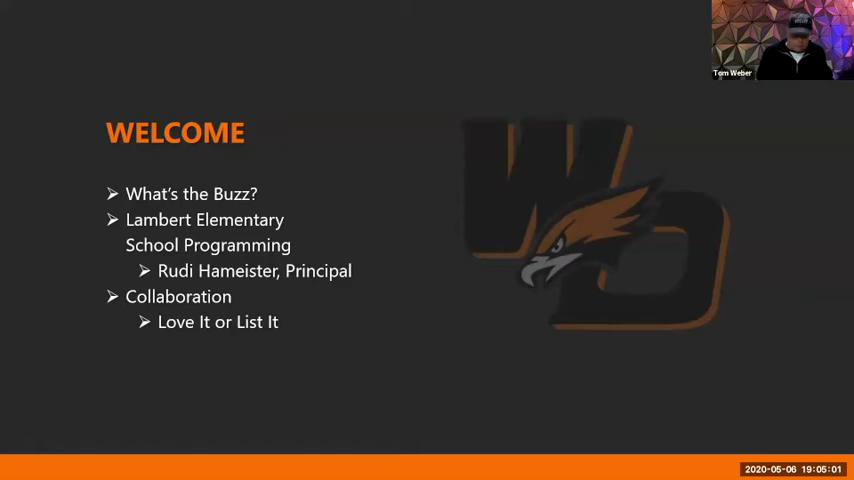 Tom Weber
WELCOME
What's the Buzz?
Lambert Elementary
School Programming
Rudi Hameister, Principal
Collaboration
Love It or List It
WD
2020-05-06 19:05:01